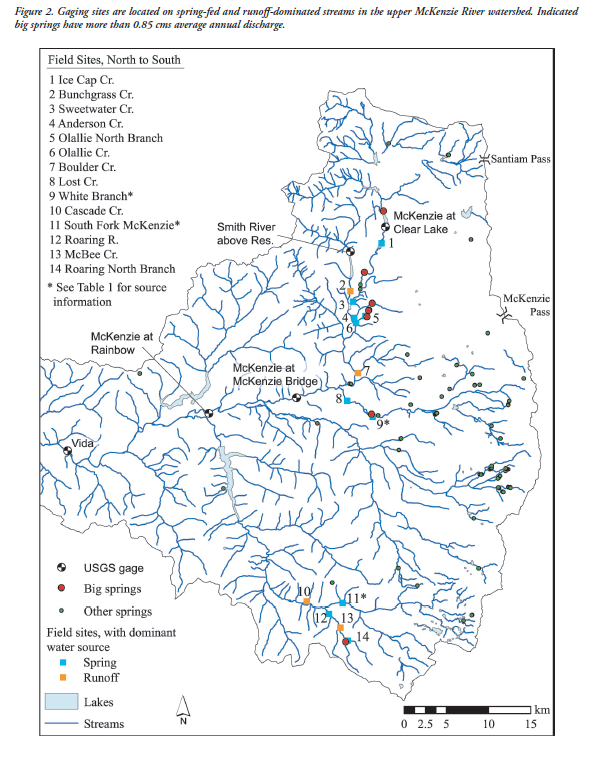 Figure 2. Gaging sites are located on spring-fed and runoff-dominated streams in the upper McKenzie River watershed. Indicated
big springs have more than 0.85 cms average annual discharge.
Field Sites, North to South
1 Ice Cap Cr.
2 Bunchgrass Cr.
3 Sweetwater Cr.
4 Anderson Cr.
5 Olallie North Branch
6 Olallic Cr.
7 Boulder Cr.
8 Lost Cr.
9 White Branch*
10 Cascade Cr.
11 South Fork McKenzie*
12 Roaring R.
13 McBee Cr.
14 Roaring North Branch
* See Table 1 for source
information
Santiam Pass
McKenzie at
Clear Lake
1
Smith River
above Res.
2
3
4
5
6
McKenzie
Pass
McKenzie at
Rainbow
McKenzie at
McKenzie Bridge
7
8
9*
Vida
USGS gage
Big springs
Other springs
Field sites, with dominant
water source
Spring
Runoff
Lakes
Streams
N
10
11*
12
13
14
km
0 2.5 5 10 15